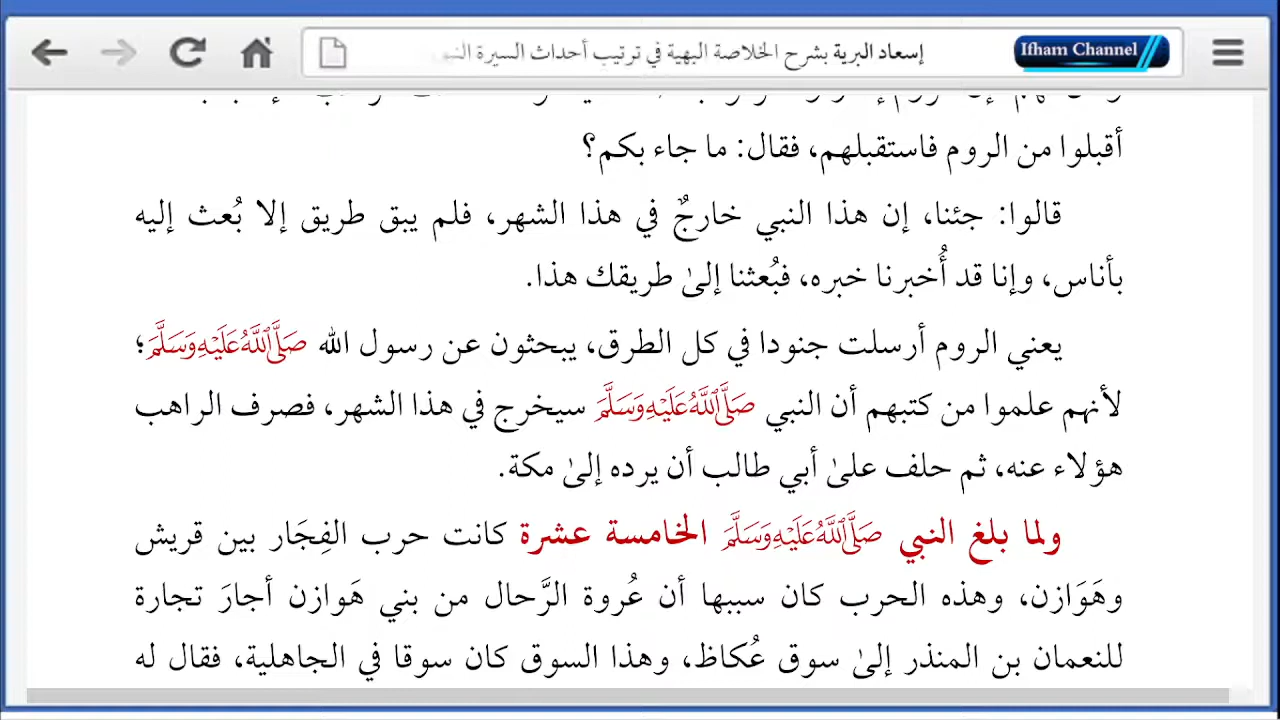 إسعاد البرية بشرح الخلاصة البهية في ترتيب أحداث السيرة
Ifham Channel
أقبلوا من الروم فاستقبلهم، فقال: ما جاء بكم؟
قالوا: جئنا، إن هذا النبي خارجٌ في هذا الشهر، فلم يبق طريق إلا بُعث إليه
بأناس، وإنا قد أُخبرنا خبره، فبُعثنا إلىٰ طريقك هذا.
يعني الروم أرسلت جنودا في كل الطرق، يبحثون عن رسول الله صَلَّى اللَّهُ عَلَيْهِ وَسَلَّمَ؛
لأنهم علموا من كتبهم أن النبي صَلَّى اللَّهُ عَلَيْهِ وَسَلَّمَ سيخرج في هذا الشهر، فصرف الراهب
هؤلاء عنه، ثم حلف علىٰ أبي طالب أن يرده إلىٰ مكة.
ولما بلغ النبي صَلَّى اللَّهُ عَلَيْهِ وَسَلَّمَ الخامسة عشرة كانت حرب الفِجَار بين قريش
وهَوَازن، وهذه الحرب كان سببها أن عُروة الرَّحال من بني هَوازن أجارَ تجارة
للنعمان بن المنذر إلىٰ سوق عُكاظ، وهذا السوق كان سوقا في الجاهلية، فقال له